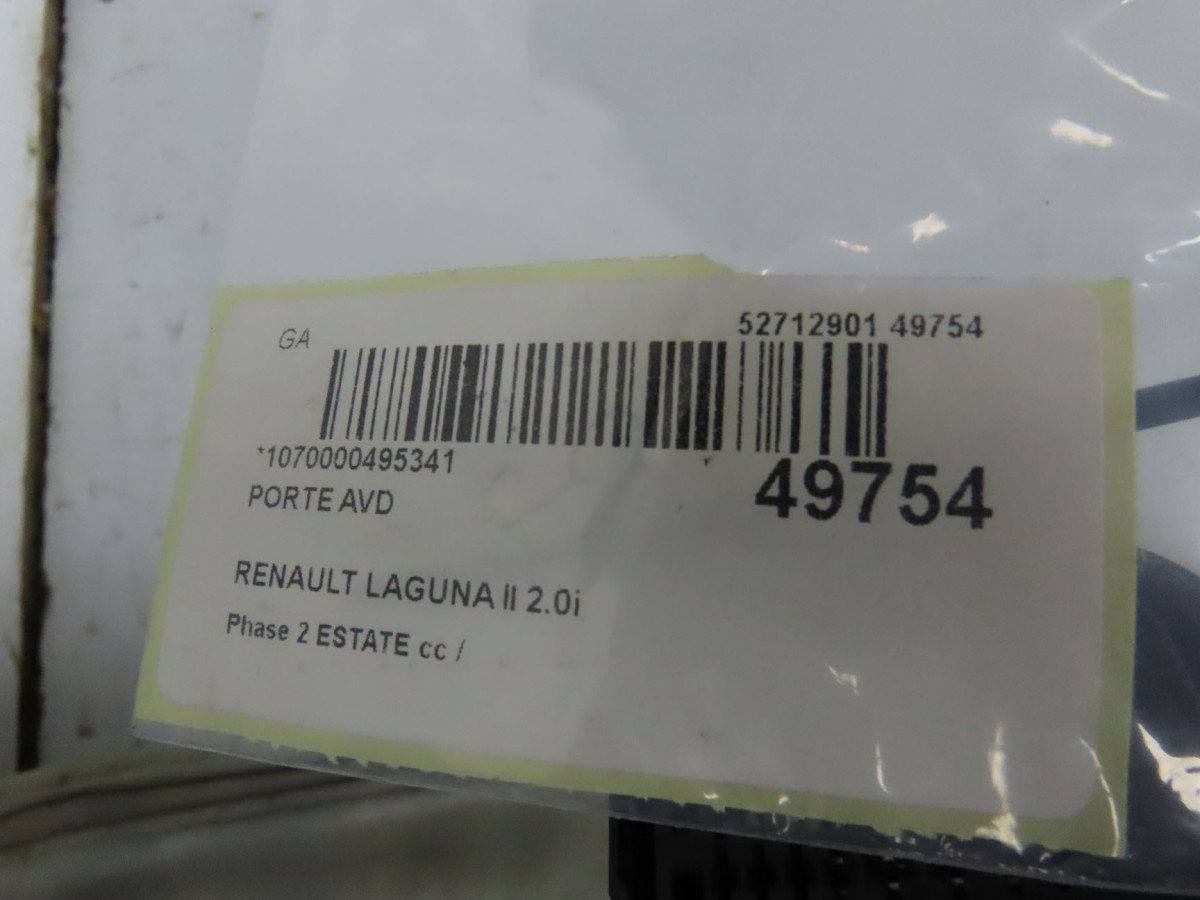 GA
52712901 49754
*1070000495341
49754
PORTE AVD
RENAULT LAGUNA II 2.0i
Phase 2 ESTATE cc /